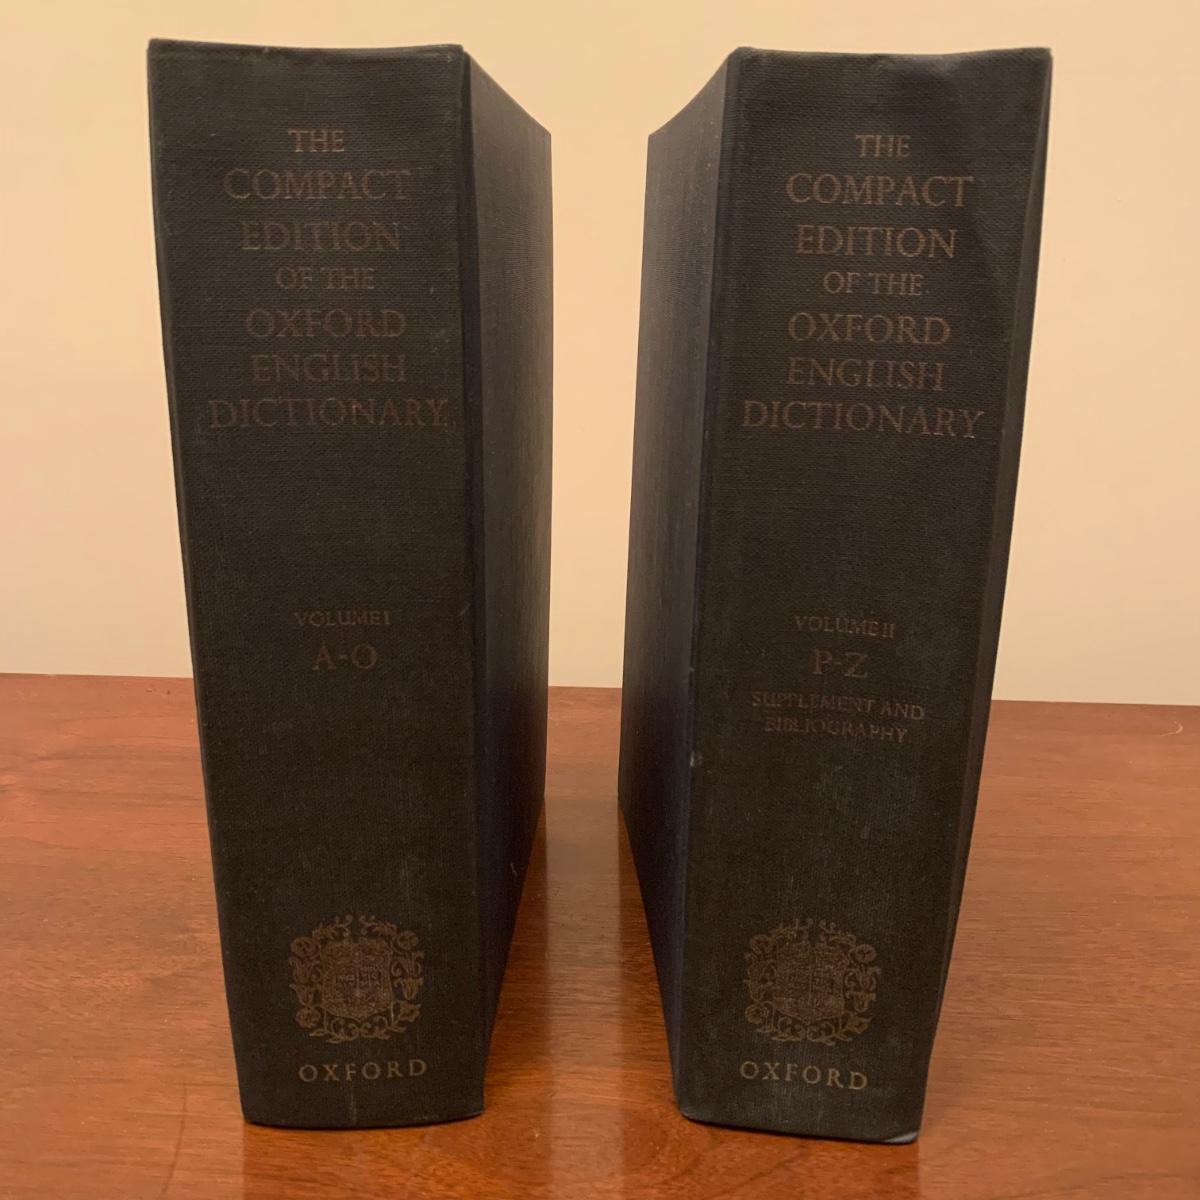 THE
COMPACT
EDITION
OF THE
OXFORD
ENGLISH
DICTIONARY
VOLUME I
A-O
OXFORD
THE
COMPACT
EDITION
OF THE
OXFORD
ENGLISH
DICTIONARY
VOLUME II
P-Z
SUPPLEMENT AND
BIBLIOGRAPHY
OXFORD